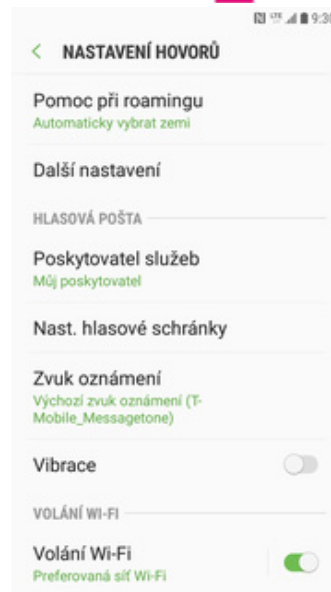 LTE 9:30
< NASTAVENÍ HOVORŮ
Pomoc při roamingu
Automaticky vybrat zemi
Další nastavení
HLASOVÁ POŠTA
Poskytovatel služeb
Můj poskytovatel
Nast. hlasové schránky
Zvuk oznámení
Výchozí zvuk oznámení (T-
Mobile_Messagetone)
Vibrace
VOLÁNÍ WI-FI
Volání Wi-Fi
Preferovaná síť Wi-Fi